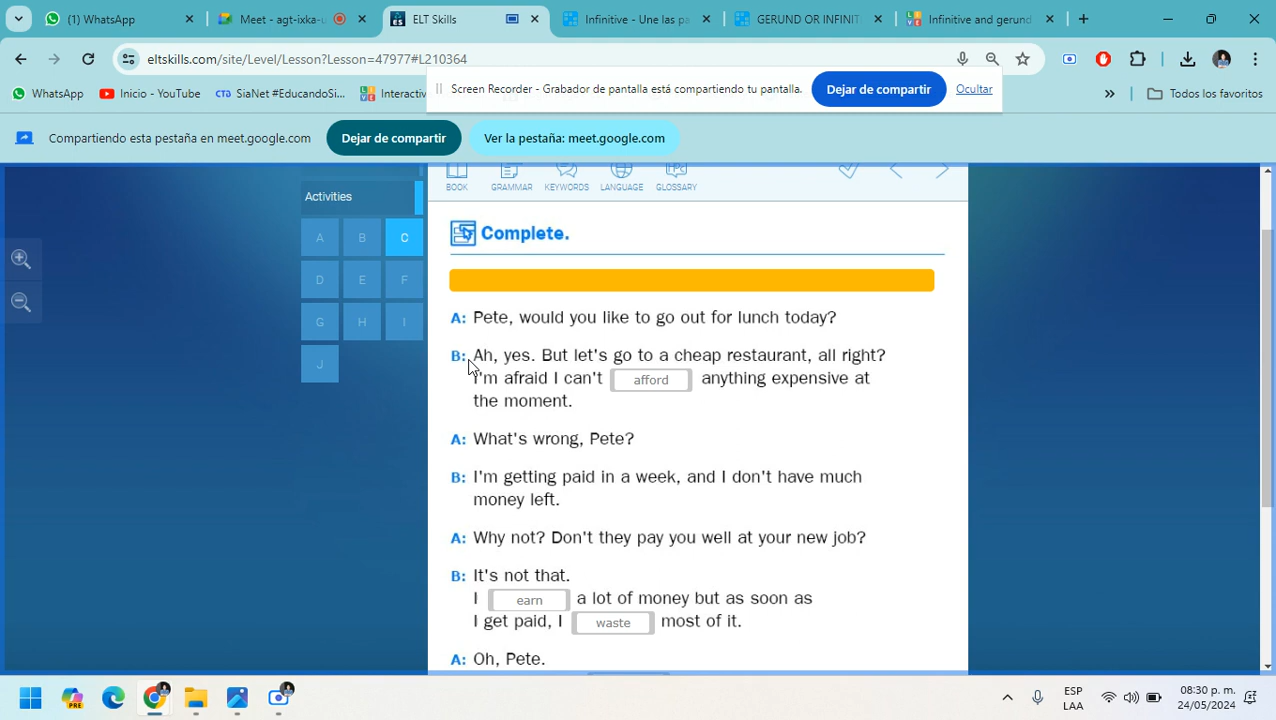 (1) WhatsApp
Meet - agt-ixka-u
ELT Skills
Infinitive - Une las pa
GERUND OR INFINIT
Infinitive and gerund
eltskills.com/site/Level/Lesson?Lesson=47977#L210364
WhatsApp
Inicio - YouTube
CTD SiaNet #EducandoSi...
Interactiv
Screen Recorder - Grabador de pantalla está compartiendo tu pantalla.
Dejar de compartir
Ocultar
Todos los favoritos
Compartiendo esta pestaña en meet.google.com
Dejar de compartir
Ver la pestaña: meet.google.com
BOOK
GRAMMAR
KEYWORDS
LANGUAGE
GLOSSARY
Activities
A B C
D E F
G H I
J
Complete.
A: Pete, would you like to go out for lunch today?
B: Ah, yes. But let's go to a cheap restaurant, all right?
I'm afraid I can't afford anything expensive at
the moment.
A: What's wrong, Pete?
B: I'm getting paid in a week, and I don't have much
money left.
A: Why not? Don't they pay you well at your new job?
B: It's not that.
I earn a lot of money but as soon as
I get paid, I waste most of it.
A: Oh, Pete.
PRE
ESP
LAA
08:30 p. m.
24/05/2024